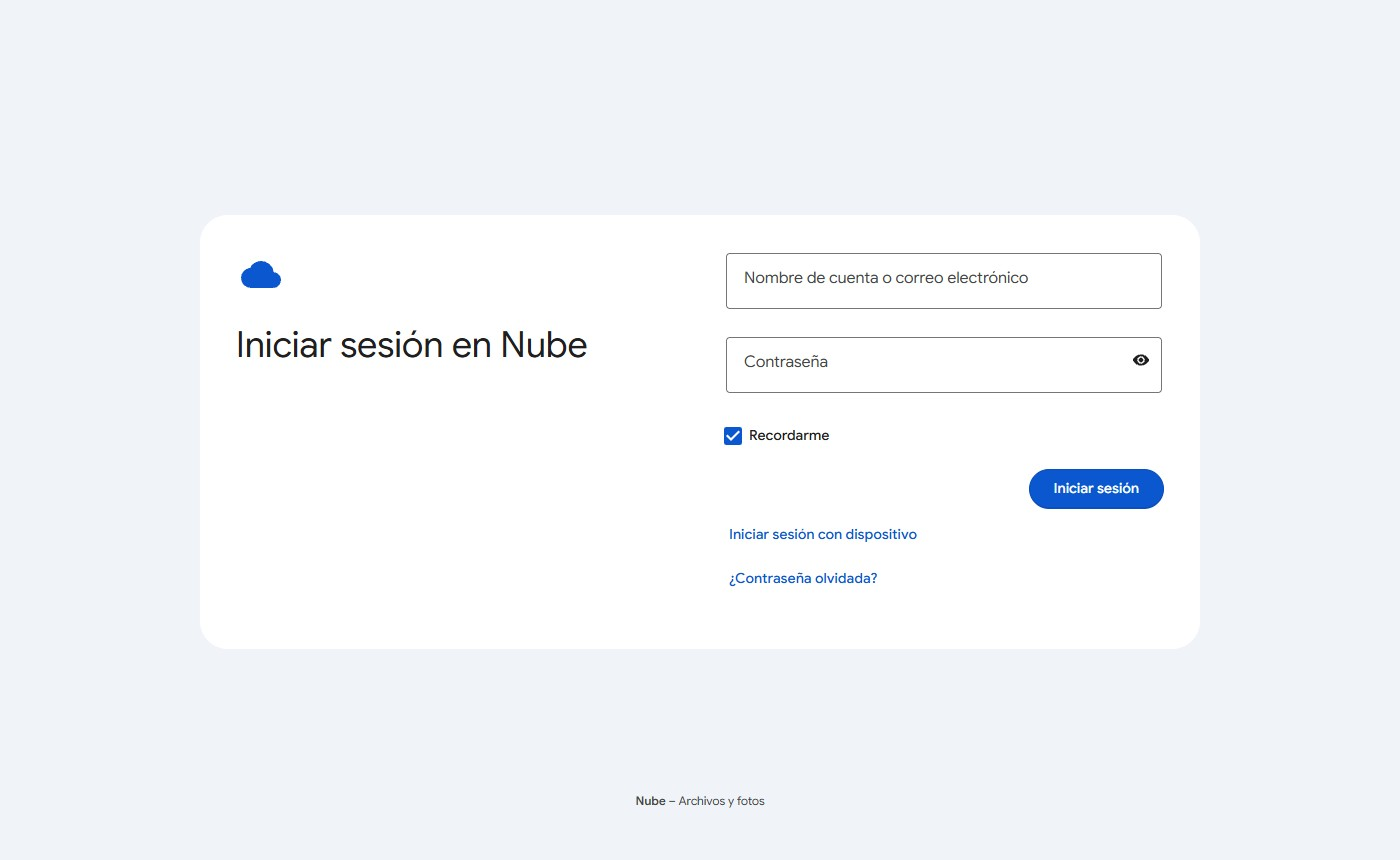 Iniciar sesión en Nube
Nombre de cuenta o correo electrónico
Contraseña
Recordarme
Iniciar sesión
Iniciar sesión con dispositivo
¿Contraseña olvidada?
Nube – Archivos y fotos